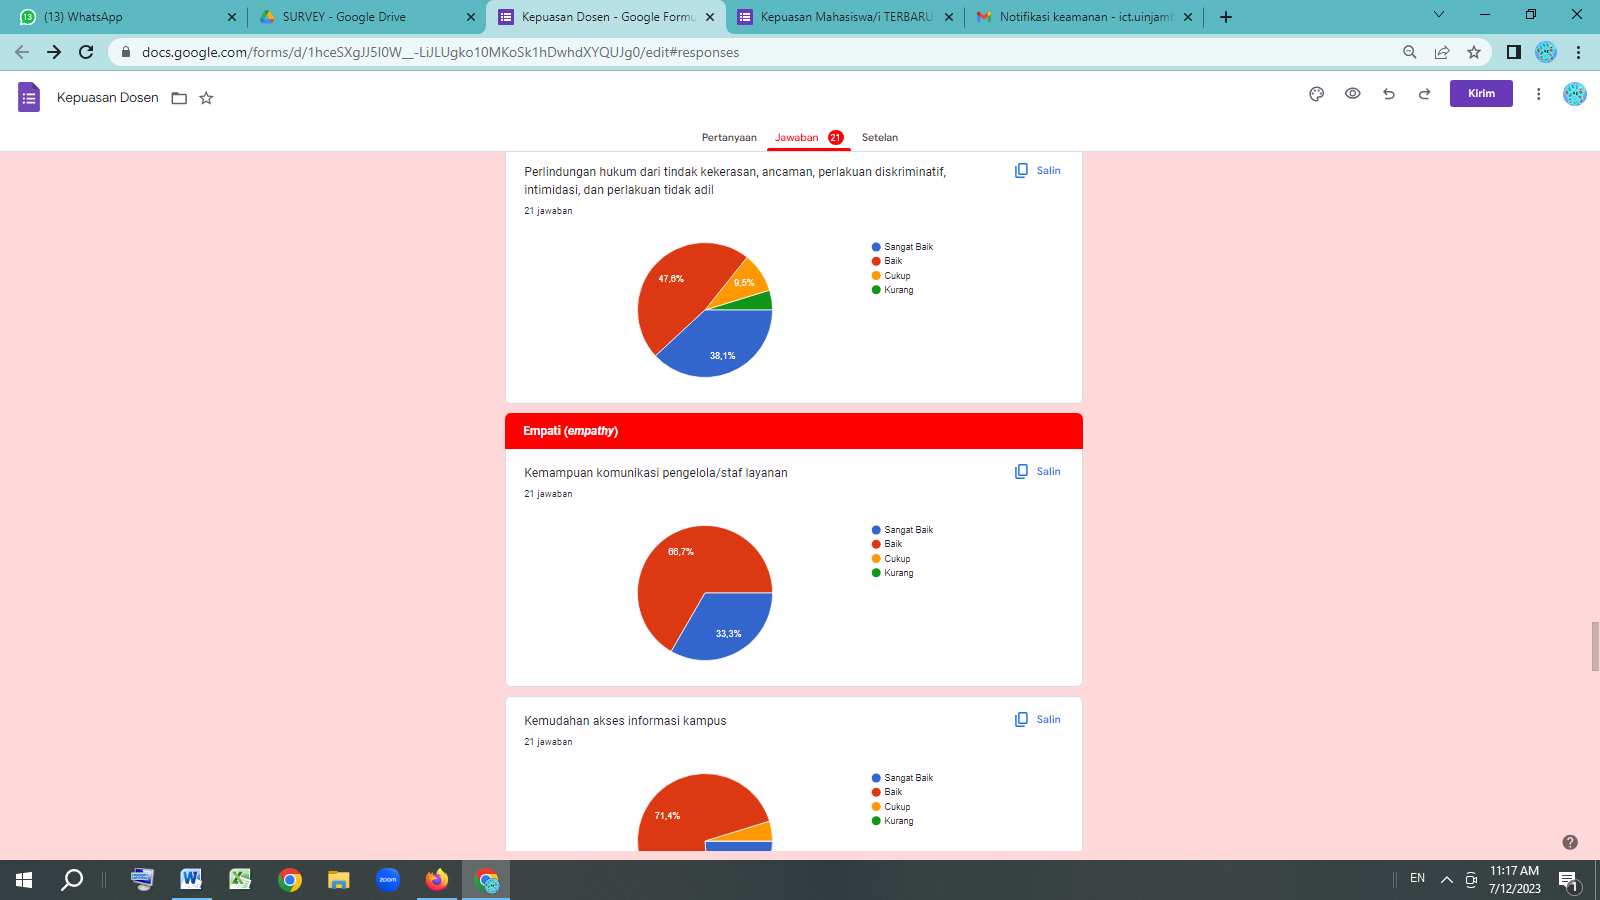 (13) WhatsApp
SURVEY - Google Drive
Kepuasan Dosen - Google Formu
Kepuasan Mahasiswa/i TERBARU
Notifikasi keamanan - ict.uinjamb
docs.google.com/forms/d/1hceSXgJJ5I0W__-LiJLUgko10MKoSk1hDwhdXYQUJg0/edit#responses
Kepuasan Dosen
Kirim
Pertanyaan
Jawaban 21
Setelan
Perlindungan hukum dari tindak kekerasan, ancaman, perlakuan diskriminatif,
intimidasi, dan perlakuan tidak adil
Salin
21 jawaban
47,6%
9,5%
38,1%
Sangat Baik
Baik
Cukup
Kurang
Empati (empathy)
Kemampuan komunikasi pengelola/staf layanan
Salin
21 jawaban
66,7%
33,3%
Sangat Baik
Baik
Cukup
Kurang
Kemudahan akses informasi kampus
Salin
21 jawaban
71,4%
Sangat Baik
Baik
Cukup
Kurang
zoom
EN
11:17 AM
7/12/2023
1